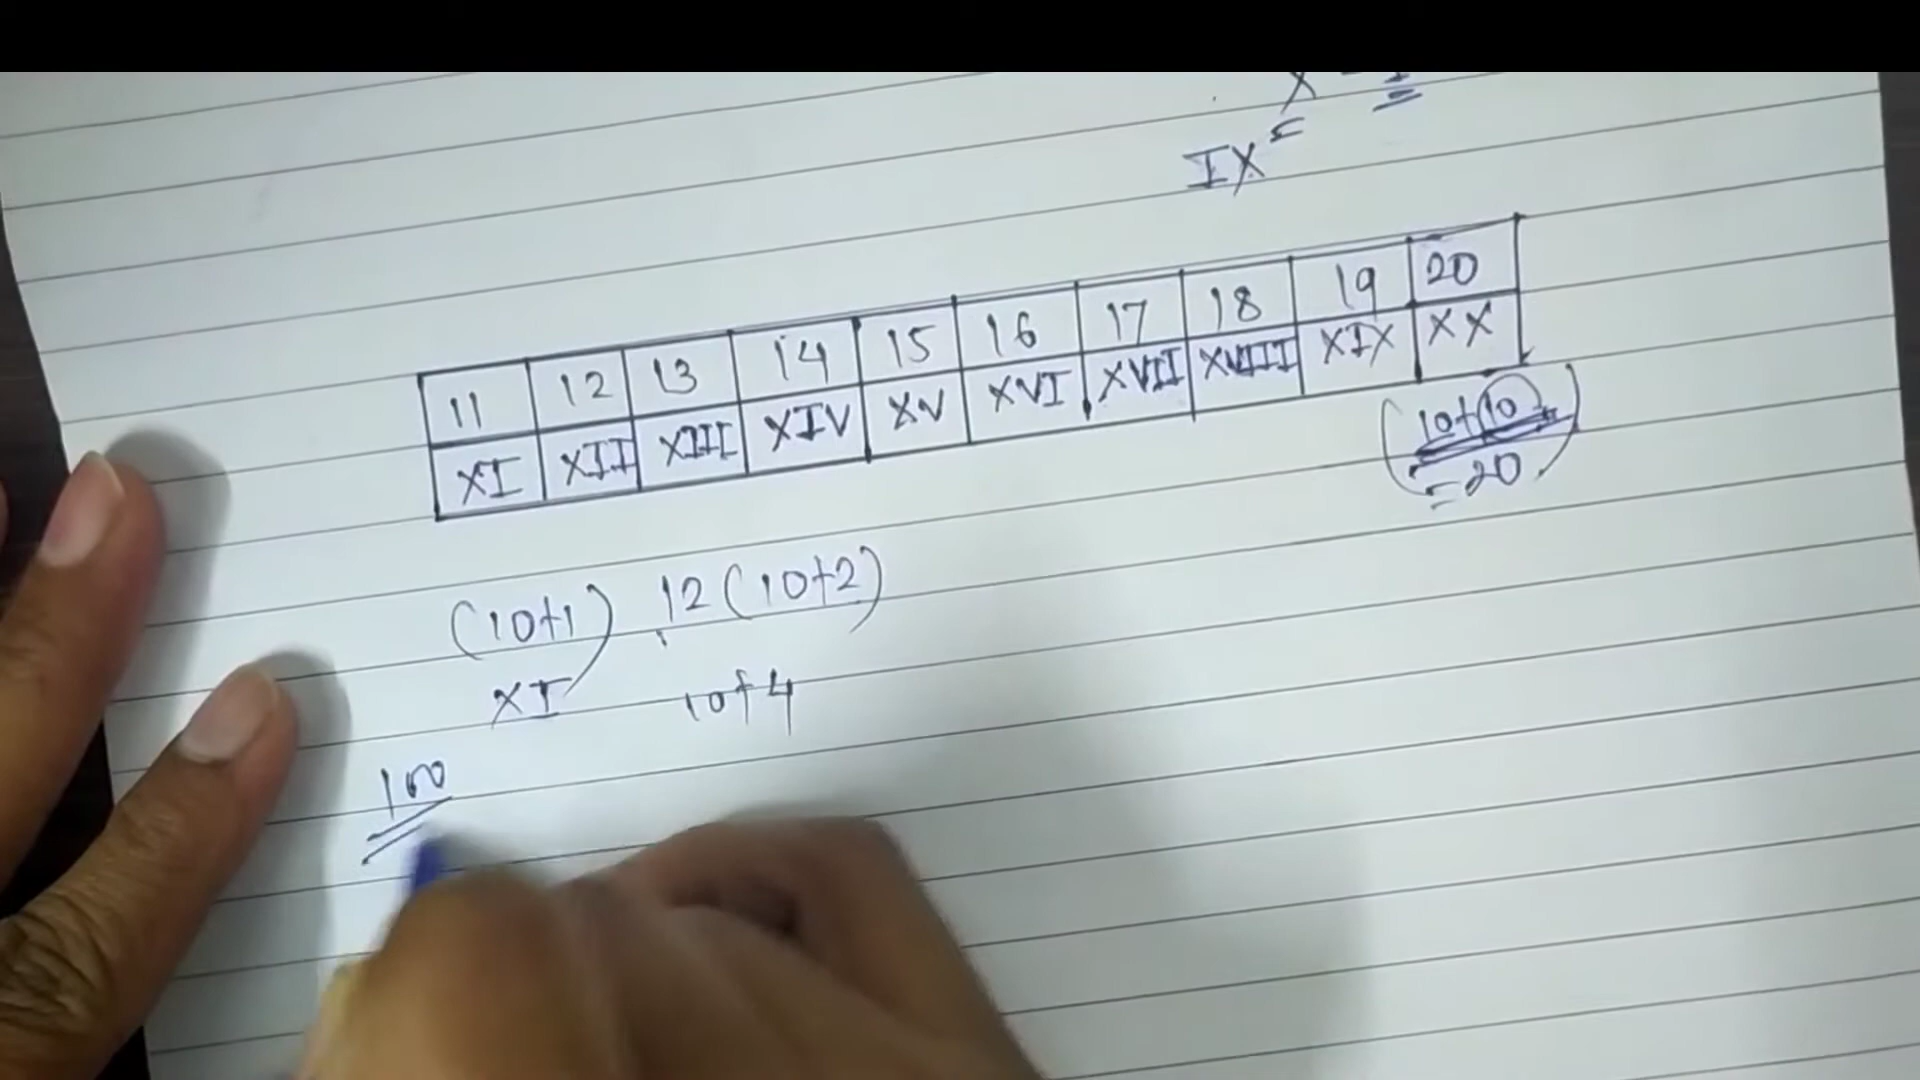 X - I
IX =
11 12 13 14 15 16 17 18 19 20
XI XII XIII XIV XV XVI XVII XVIII XIX XX
(10+10)
=20
(10+1) 12 (10+2)
XI 10+4
100